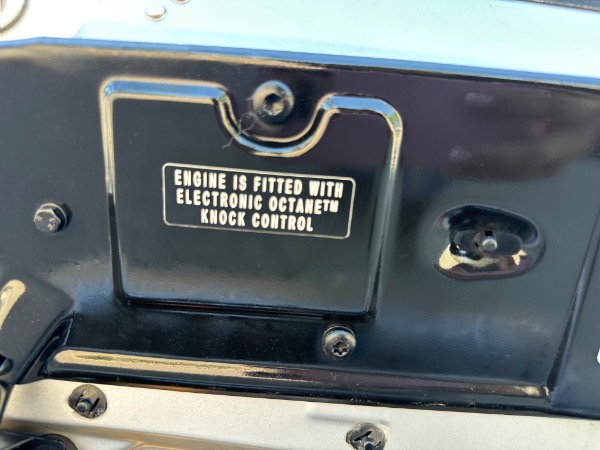 ENGINE IS FITTED WITH
ELECTRONIC OCTANE™
KNOCK CONTROL